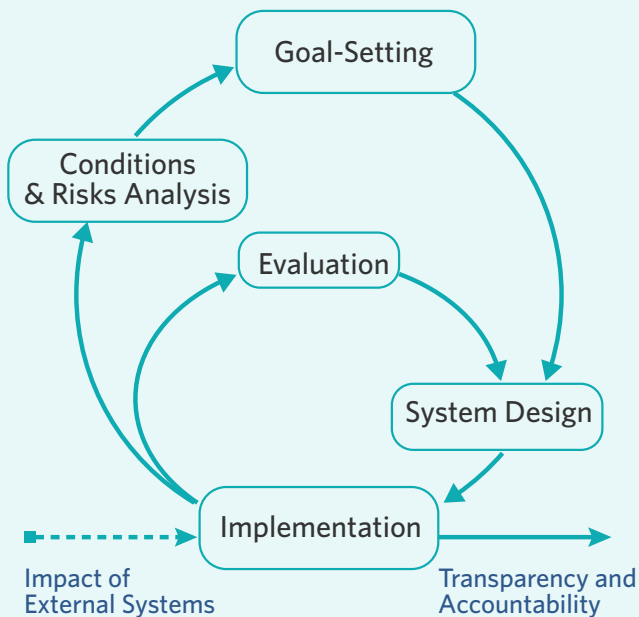 Goal-Setting
Conditions
& Risks Analysis
Evaluation
System Design
Implementation
Impact of
External Systems
Transparency and
Accountability